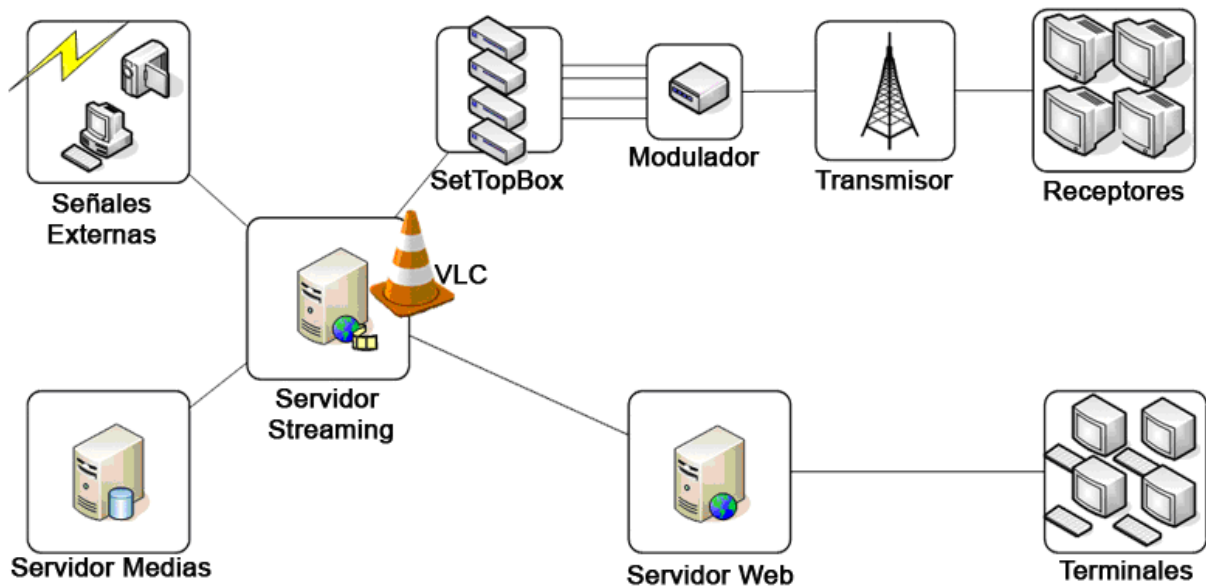 SetTopBox
Modulador
Transmisor
Receptores
Señales
Externas
VLC
Servidor
Streaming
Servidor Medias
Servidor Web
Terminales